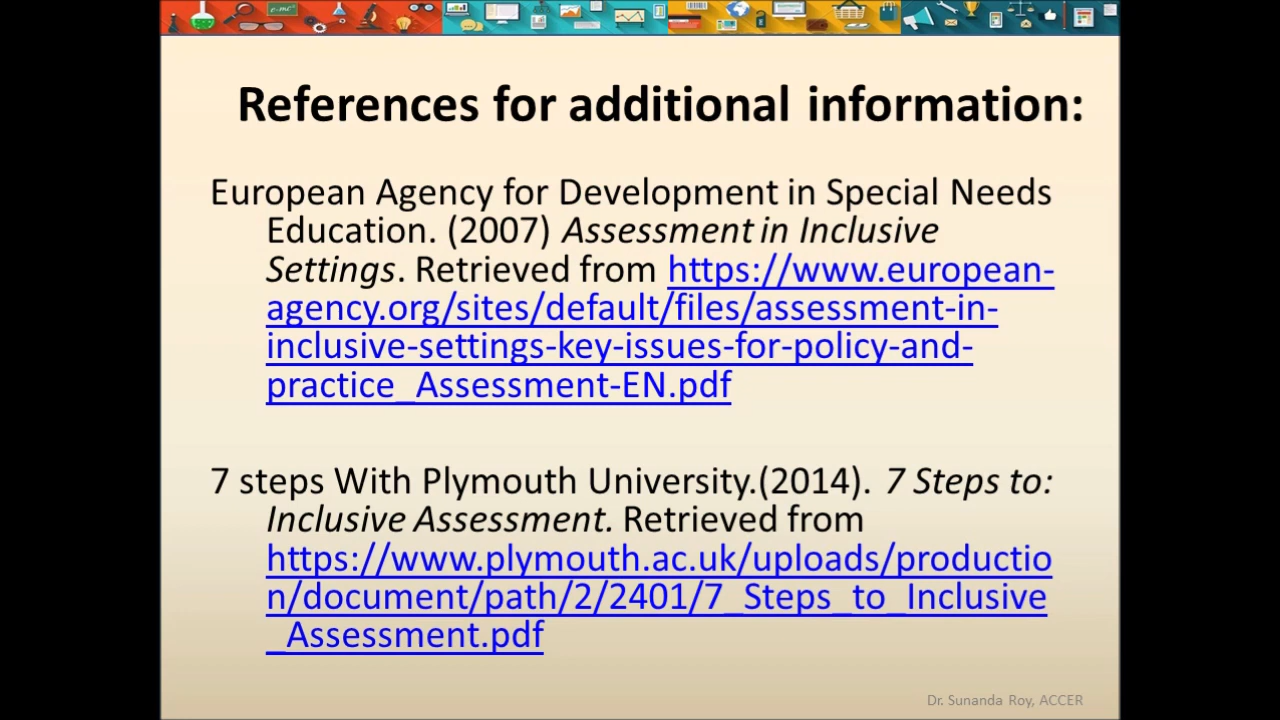 References for additional information:
European Agency for Development in Special Needs
Education. (2007) Assessment in Inclusive
Settings. Retrieved from https://www.european-
agency.org/sites/default/files/assessment-in-
inclusive-settings-key-issues-for-policy-and-
practice_Assessment-EN.pdf
7 steps With Plymouth University.(2014). 7 Steps to:
Inclusive Assessment. Retrieved from
https://www.plymouth.ac.uk/uploads/productio
n/document/path/2/2401/7_Steps_to_Inclusive
_Assessment.pdf
Dr. Sunanda Roy, ACCER